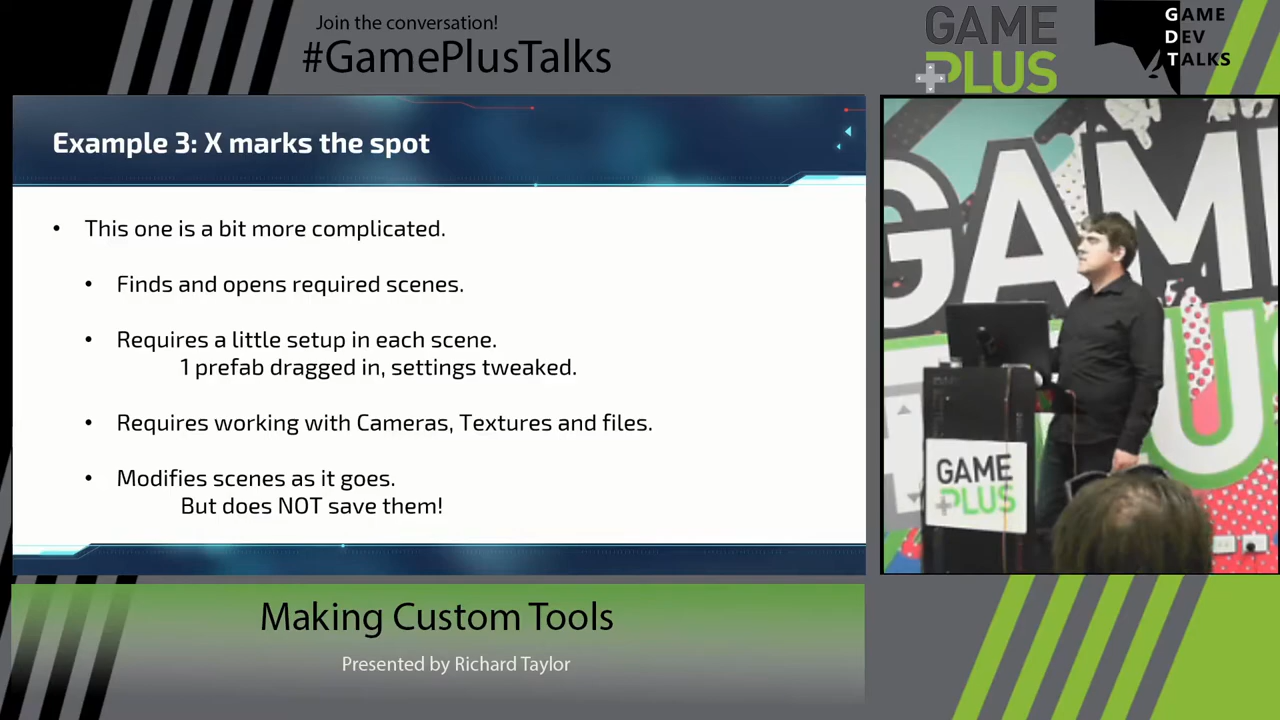 Join the conversation!
#GamePlusTalks
GAME
PLUS
GAME
DEV
TALKS
Example 3: X marks the spot
• This one is a bit more complicated.
• Finds and opens required scenes.
• Requires a little setup in each scene.
1 prefab dragged in, settings tweaked.
• Requires working with Cameras, Textures and files.
• Modifies scenes as it goes.
But does NOT save them!
GAME
PLUS
Making Custom Tools
Presented by Richard Taylor